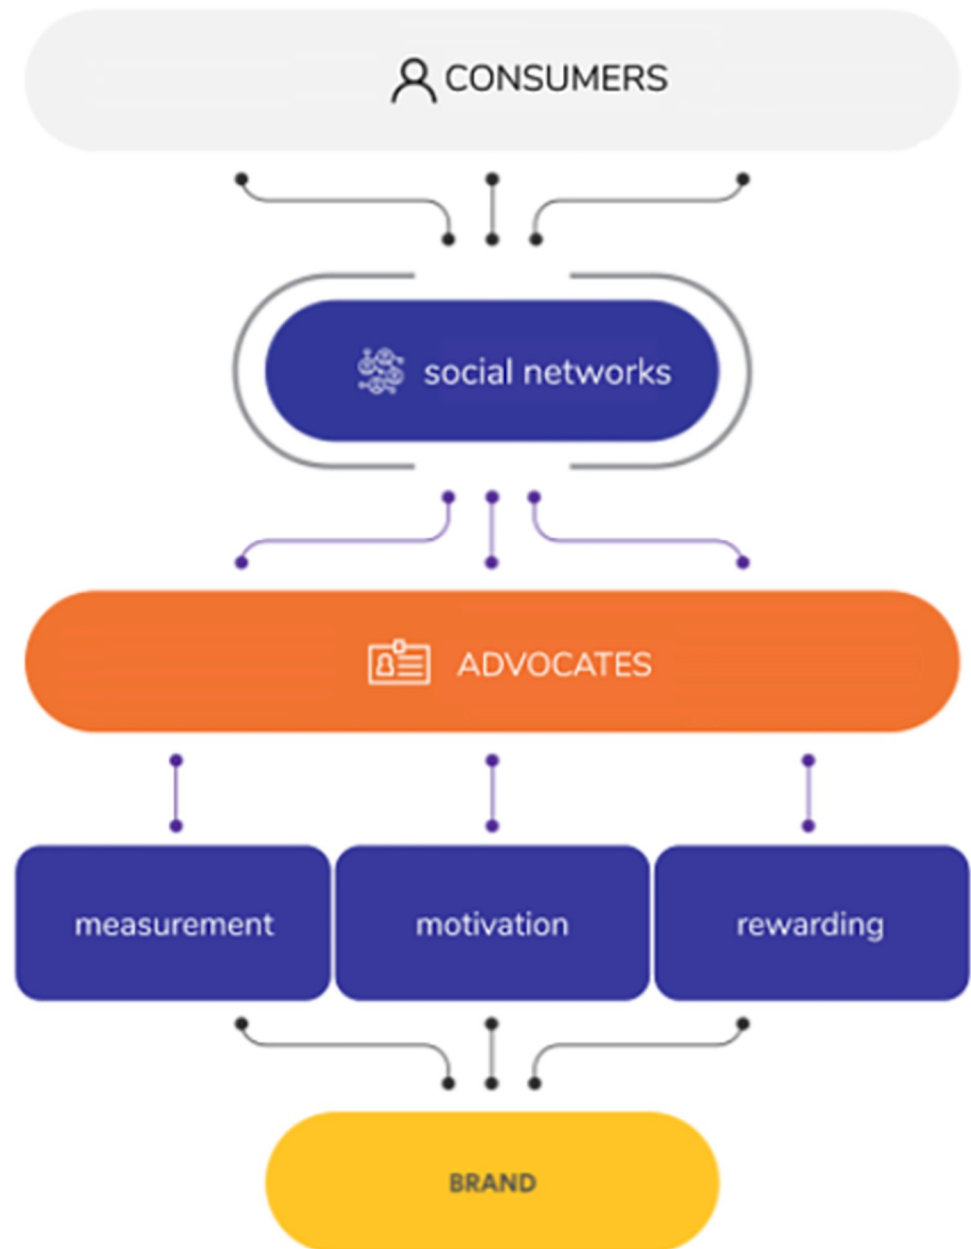 CONSUMERS
social networks
ADVOCATES
measurement
motivation
rewarding
BRAND